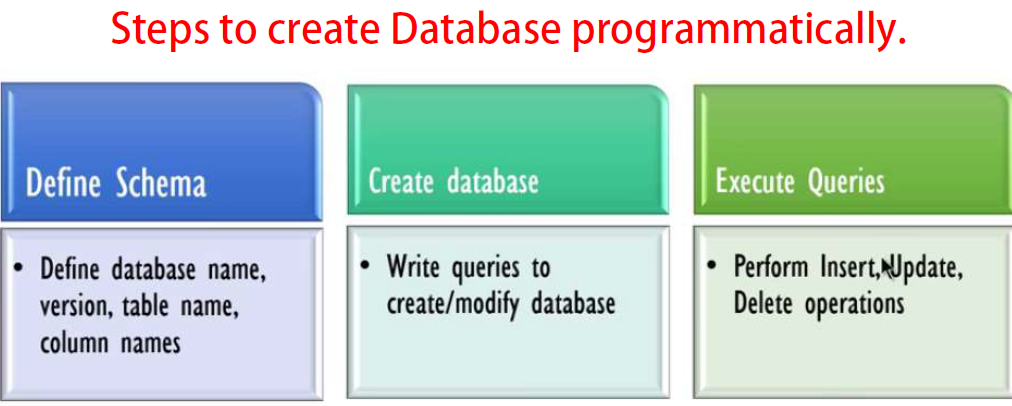 Steps to create Database programmatically.
Define Schema
• Define database name,
version, table name,
column names
Create database
• Write queries to
create/modify database
Execute Queries
• Perform Insert, Update,
Delete operations